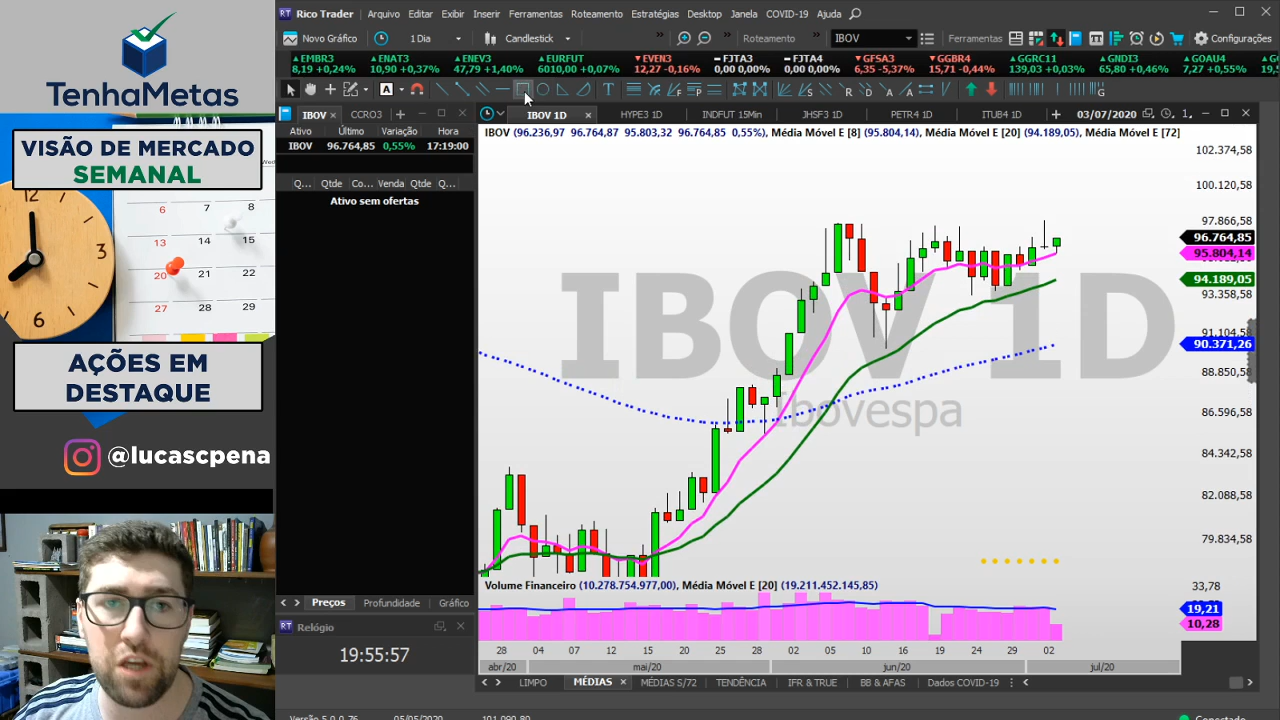 TenhaMetas
VISÃO DE MERCADO
SEMANAL
AÇÕES EM
DESTAQUE
@lucascpena
RT Rico Trader Arquivo Editar Exibir Inserir Ferramentas Roteamento Estratégias Desktop Janela COVID-19 Ajuda
Novo Gráfico 1 Dia Candlestick Roteamento IBOV Ferramentas Configurações
EMBR3 ENAT3 ENEV3 EURFUT EVEN3 FJTA3 FJTA4 GFSA3 GGBR4 GGRC11 GNDI3 GOAU4
8,19 +0,24% 10,90 +0,37% 47,79 +1,40% 6010,00 +0,07% 12,27 -0,16% 0,00 0,00% 0,00 0,00% 6,35 -5,37% 15,71 -0,44% 139,03 +0,03% 65,80 +0,46% 7,27 +0,55%
IBOV CCRO3
IBOV 1D HYPE3 1D INDFUT 15Min JHSF3 1D PETR4 1D ITUB4 1D 03/07/2020
Ativo Último Variação Hora
IBOV 96.764,85 0,55% 17:19:00
Q... Qtde Co... Venda Qtde Q...
Ativo sem ofertas
IBOV (96.236,97 96.764,87 95.803,32 96.764,85 0,55%), Média Móvel E [8] (95.804,14), Média Móvel E [20] (94.189,05), Média Móvel E [72]
102.374,58
100.120,58
97.866,58
96.764,85
95.804,14
94.189,05
93.358,58
91.104,58
90.371,26
88.850,58
86.596,58
84.342,58
82.088,58
79.834,58
IBOV 1D
Ibovespa
Volume Financeiro (10.278.754.977,00), Média Móvel E [20] (19.211.452.145,85)
33,78
19,21
10,28
28 04 07 12 15 20 25 28 02 05 10 16 19 24 29 02
abr/20 mai/20 jun/20 jul/20
Preços Profundidade Gráfico
RT Relógio
19:55:57
LIMPO MÉDIAS MÉDIAS S/72 TENDÊNCIA IFR & TRUE BB & AFAS Dados COVID-19